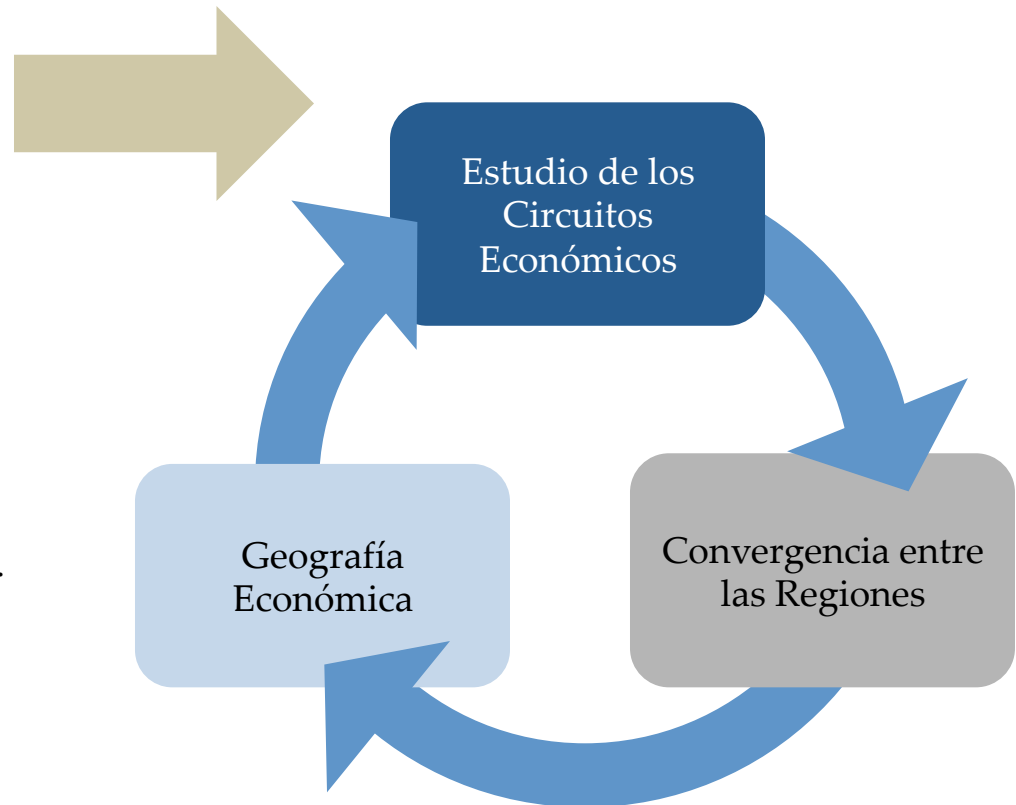 Estudio de los
Circuitos
Económicos
Geografía
Económica
Convergencia entre
las Regiones
.